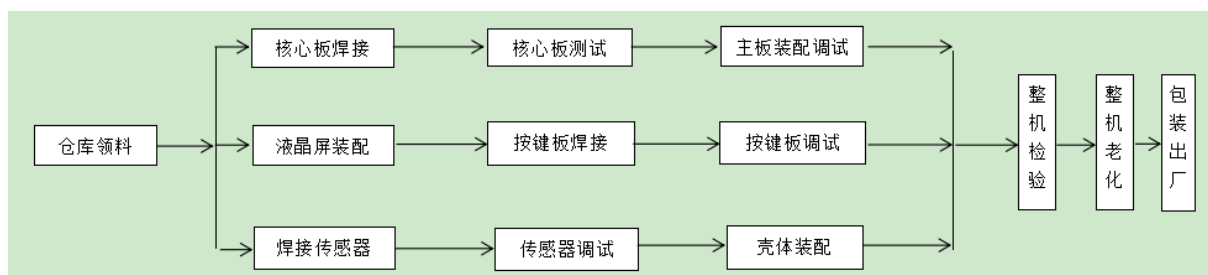 仓库领料
核心板焊接
核心板测试
主板装配调试
液晶屏装配
按键板焊接
按键板调试
焊接传感器
传感器调试
壳体装配
整机检验
整机老化
包装出厂